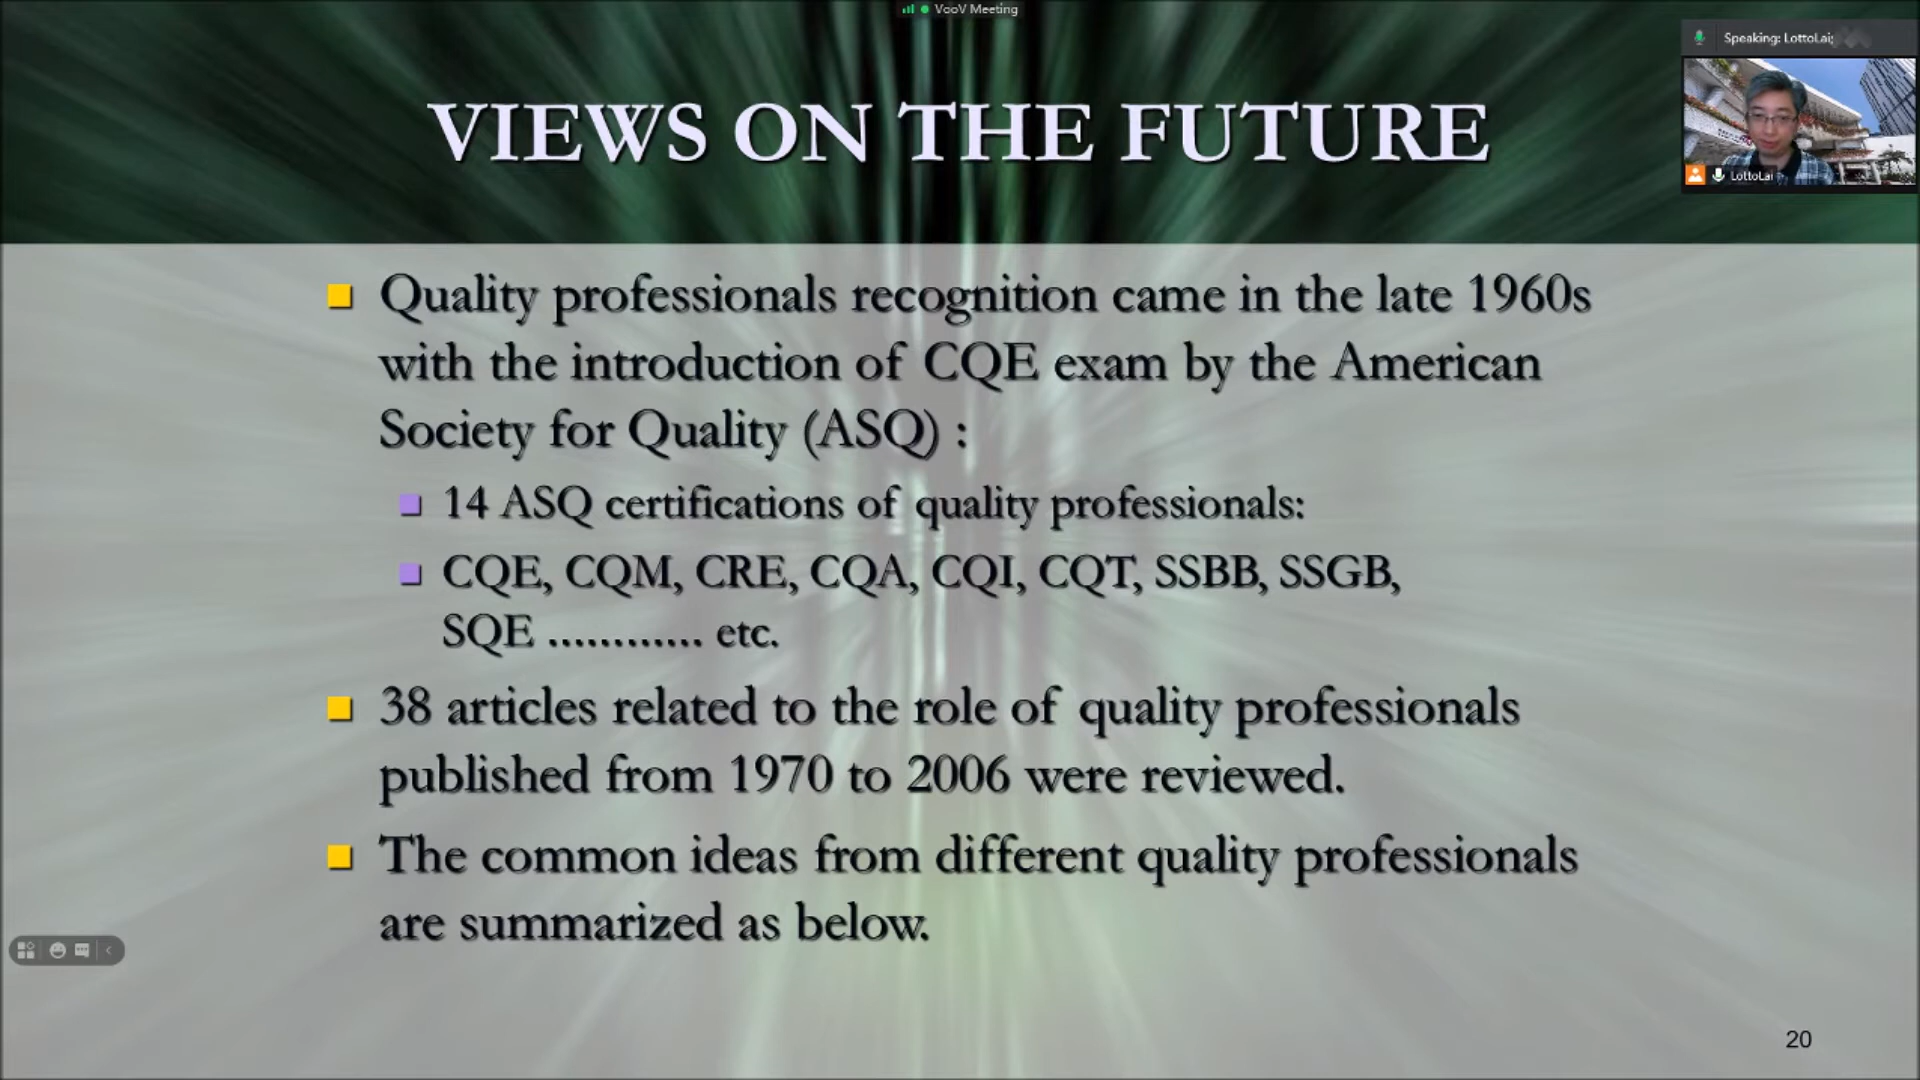 VooV Meeting
Speaking: LottoLai;
LottoLai
VIEWS ON THE FUTURE
Quality professionals recognition came in the late 1960s
with the introduction of CQE exam by the American
Society for Quality (ASQ) :
14 ASQ certifications of quality professionals:
CQE, CQM, CRE, CQA, CQI, CQT, SSBB, SSGB,
SQE ............ etc.
38 articles related to the role of quality professionals
published from 1970 to 2006 were reviewed.
The common ideas from different quality professionals
are summarized as below.
20